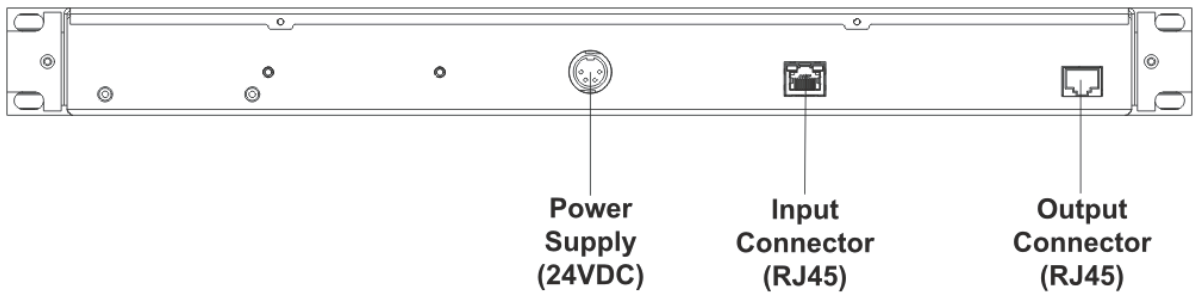 Power
Supply
(24VDC)
Input
Connector
(RJ45)
Output
Connector
(RJ45)